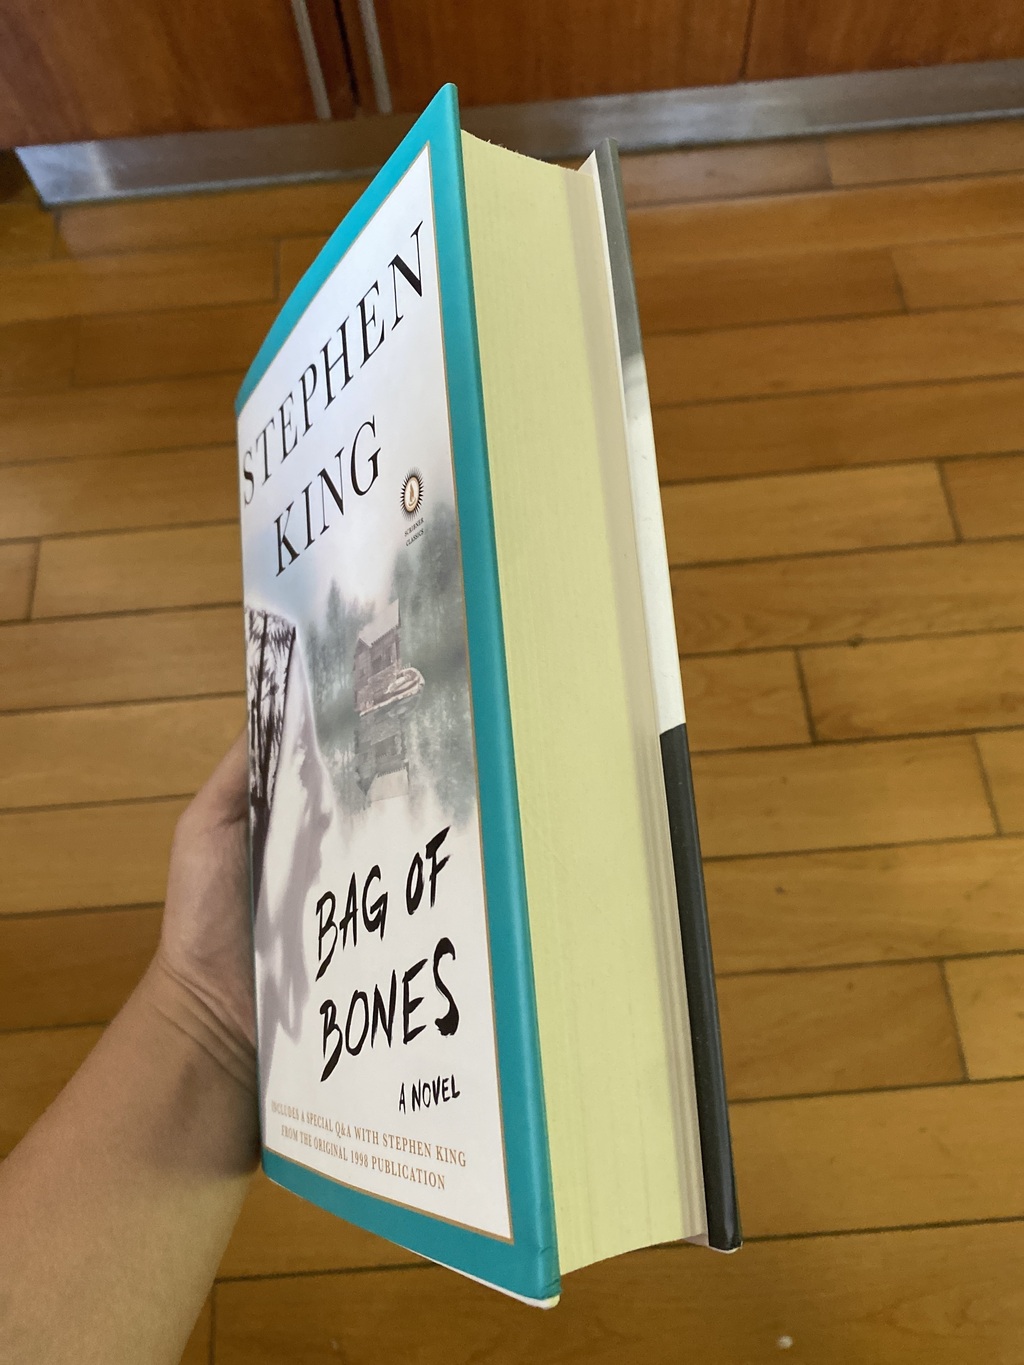 STEPHEN
KING
SCRIBNER
CLASSICS
BAG OF
BONES
A NOVEL
INCLUDES A SPECIAL Q&A WITH STEPHEN KING
FROM THE ORIGINAL 1998 PUBLICATION